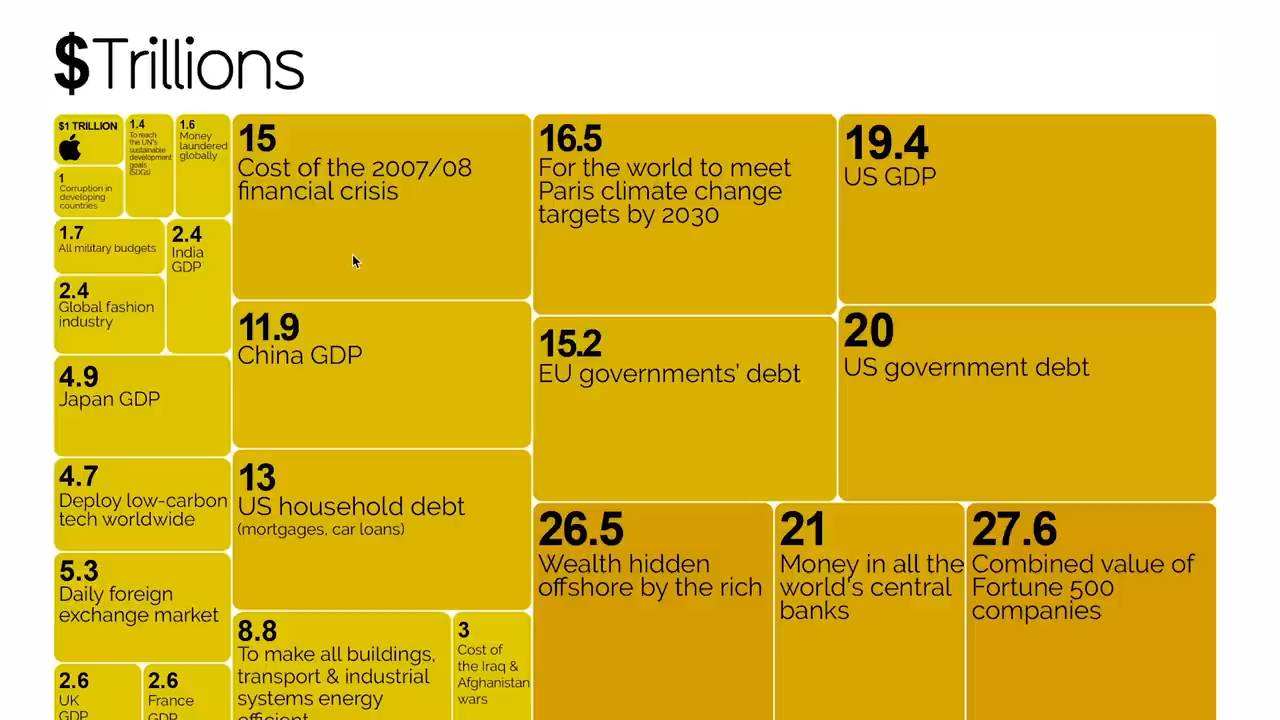 $Trillions
$1 TRILLION
1.4
To reach
the UN's
sustainable
development
goals
(SDGs)
1.6
Money
laundered
globally
1
Corruption in
developing
countries
1.7
All military budgets
2.4
India
GDP
2.4
Global fashion
industry
4.9
Japan GDP
4.7
Deploy low-carbon
tech worldwide
5.3
Daily foreign
exchange market
2.6
UK
GDP
2.6
France
GDP
15
Cost of the 2007/08
financial crisis
11.9
China GDP
13
US household debt
(mortgages, car loans)
8.8
To make all buildings,
transport & industrial
systems energy
efficient
3
Cost of
the Iraq &
Afghanistan
wars
16.5
For the world to meet
Paris climate change
targets by 2030
15.2
EU governments' debt
19.4
US GDP
20
US government debt
26.5
Wealth hidden
offshore by the rich
21
Money in all the
world's central
banks
27.6
Combined value of
Fortune 500
companies